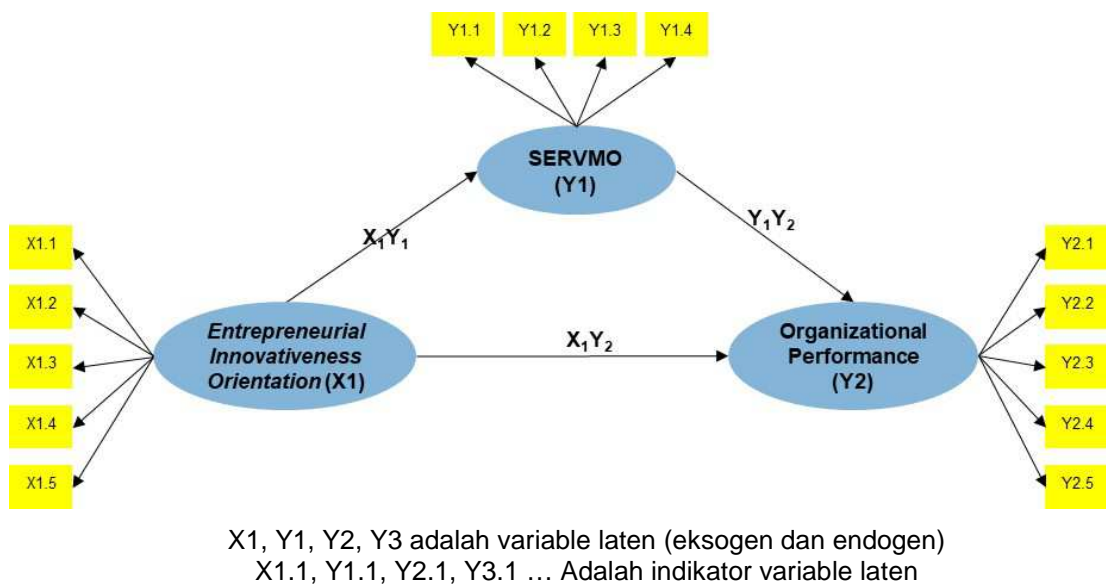 Y1.1
Y1.2
Y1.3
Y1.4
SERVMO
(Y1)
X₁Y₁
Y₁Y₂
X1.1
X1.2
X1.3
X1.4
X1.5
Entrepreneurial
Innovativeness
Orientation (X1)
X₁Y₂
Organizational
Performance
(Y2)
Y2.1
Y2.2
Y2.3
Y2.4
Y2.5
X1, Y1, Y2, Y3 adalah variable laten (eksogen dan endogen)
X1.1, Y1.1, Y2.1, Y3.1 … Adalah indikator variable laten